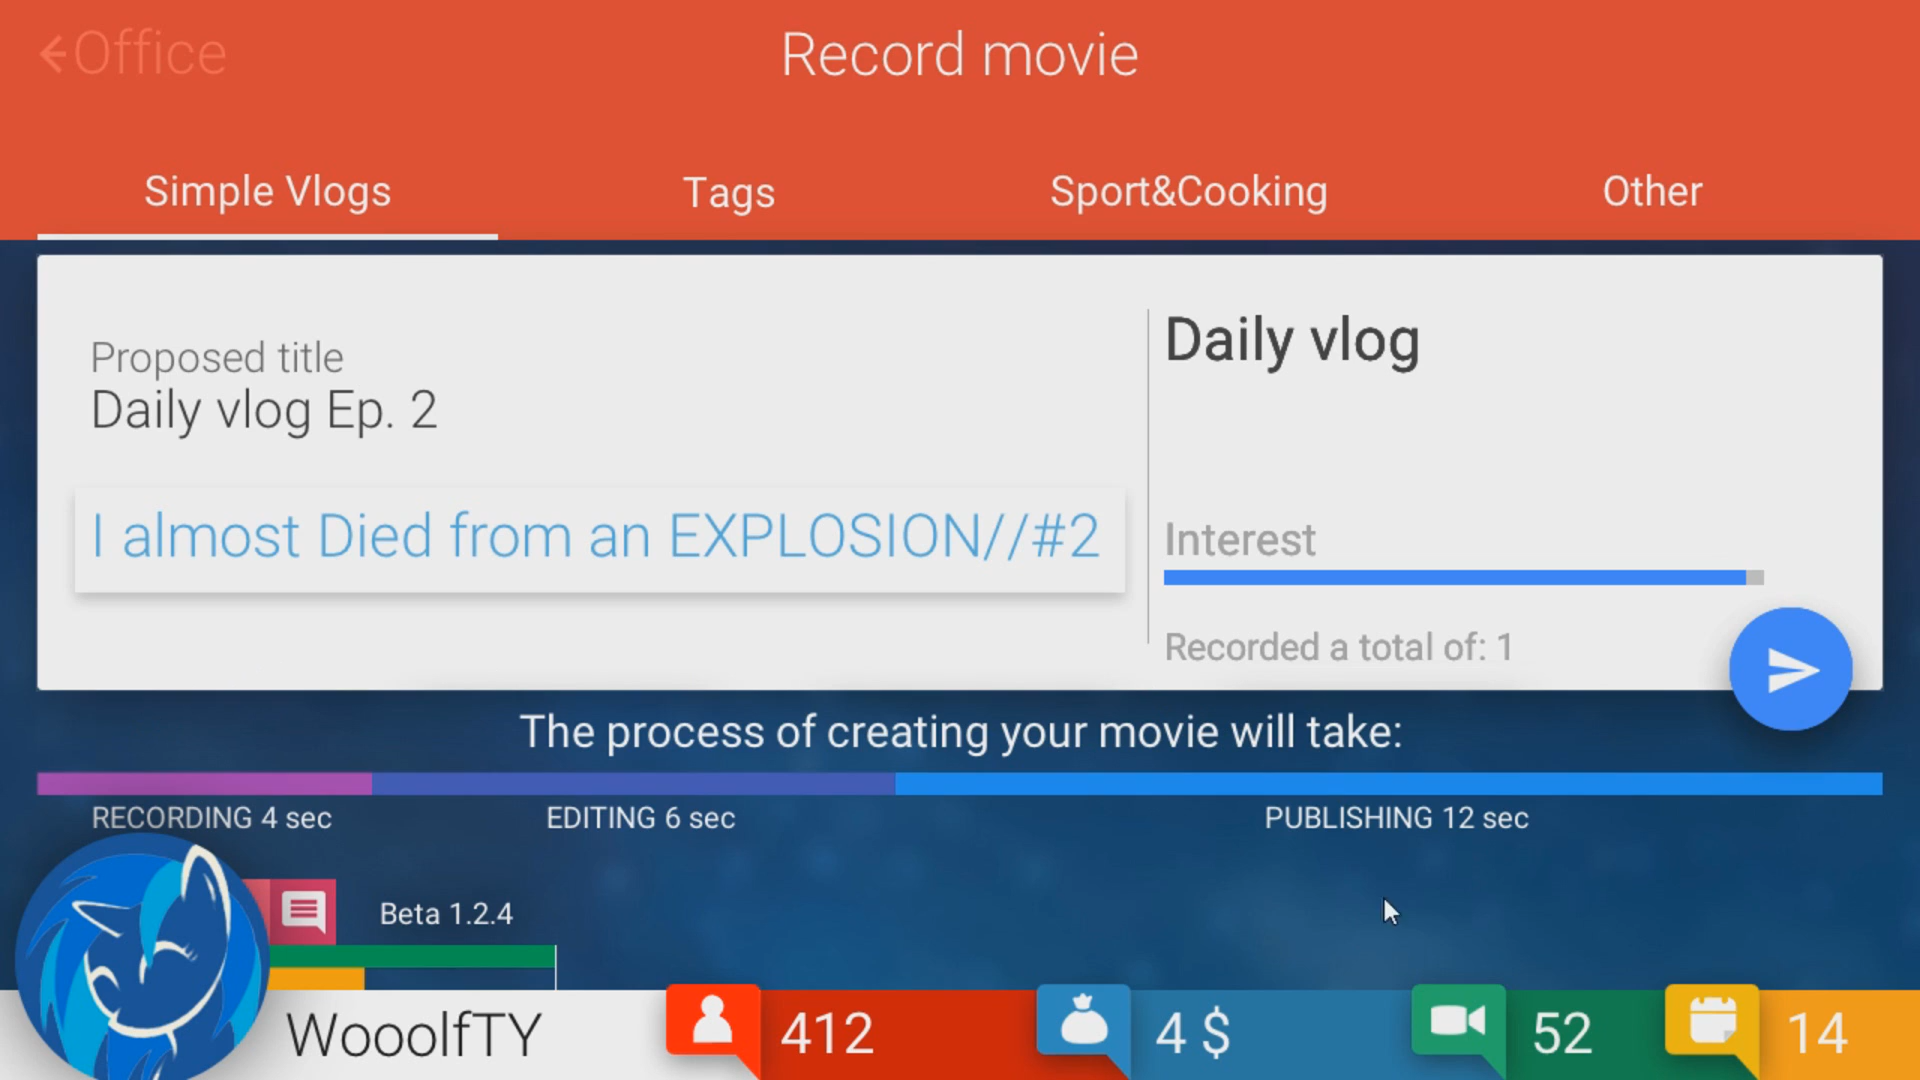 Office
Record movie
Simple Vlogs
Tags
Sport&Cooking
Other
Proposed title
Daily vlog Ep. 2
I almost Died from an EXPLOSION//#2
Daily vlog
Interest
Recorded a total of: 1
The process of creating your movie will take:
RECORDING 4 sec
EDITING 6 sec
PUBLISHING 12 sec
Beta 1.2.4
WooolfTY
412
4 $
52
14